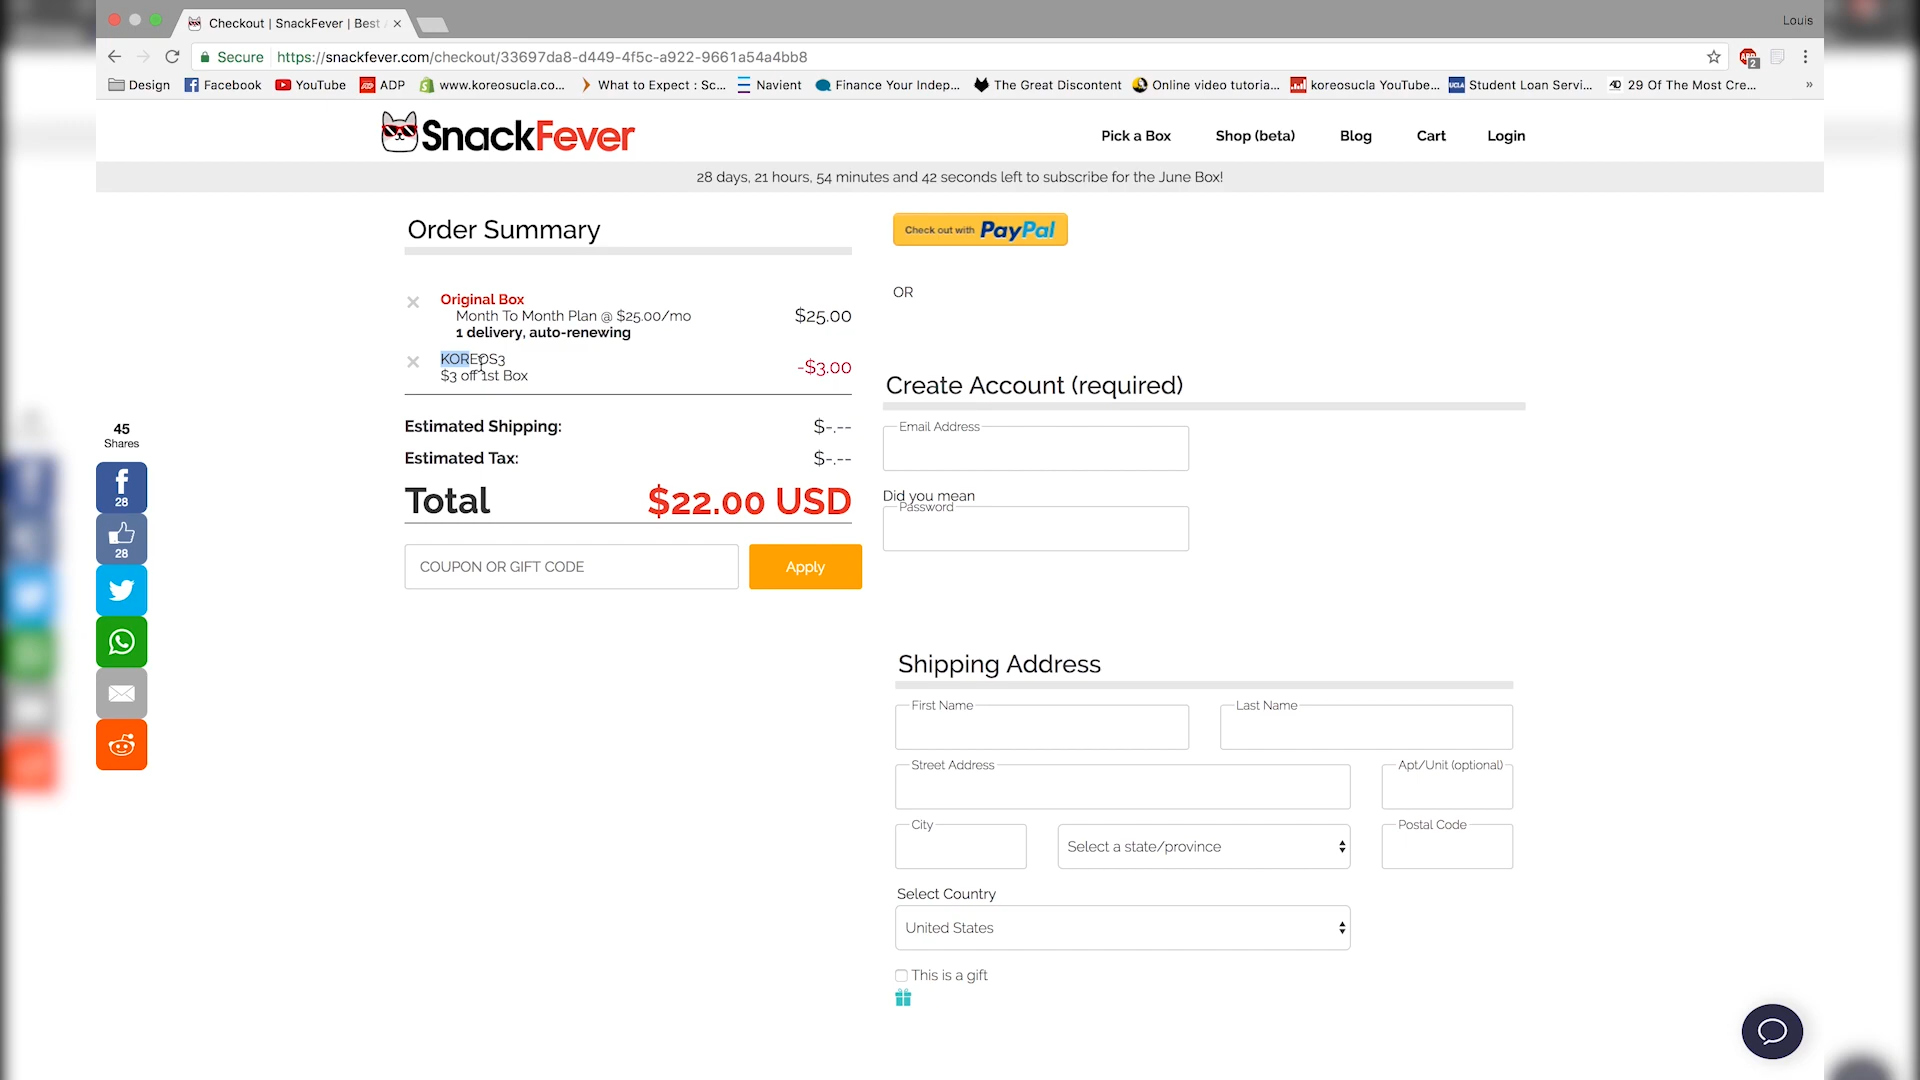 Checkout | SnackFever | Best
Louis
Secure https://snackfever.com/checkout/33697da8-d449-4f5c-a922-9661a54a4bb8
ABP
2
Design Facebook YouTube ADP www.koreosucla.co... What to Expect : Sc... Navient Finance Your Indep... The Great Discontent Online video tutoria... koreosucla YouTube... Student Loan Servi... 29 Of The Most Cre... »
SnackFever
Pick a Box Shop (beta) Blog Cart Login
28 days, 21 hours, 54 minutes and 42 seconds left to subscribe for the June Box!
Order Summary
Original Box
Month To Month Plan @ $25.00/mo $25.00
1 delivery, auto-renewing
KOREOS3
$3 off 1st Box -$3.00
Estimated Shipping: $-.--
Estimated Tax: $-.--
Total $22.00 USD
COUPON OR GIFT CODE Apply
45
Shares
28
28
Check out with PayPal
OR
Create Account (required)
Email Address
Did you mean
Password
Shipping Address
First Name Last Name
Street Address Apt/Unit (optional)
City Select a state/province Postal Code
Select Country
United States
This is a gift